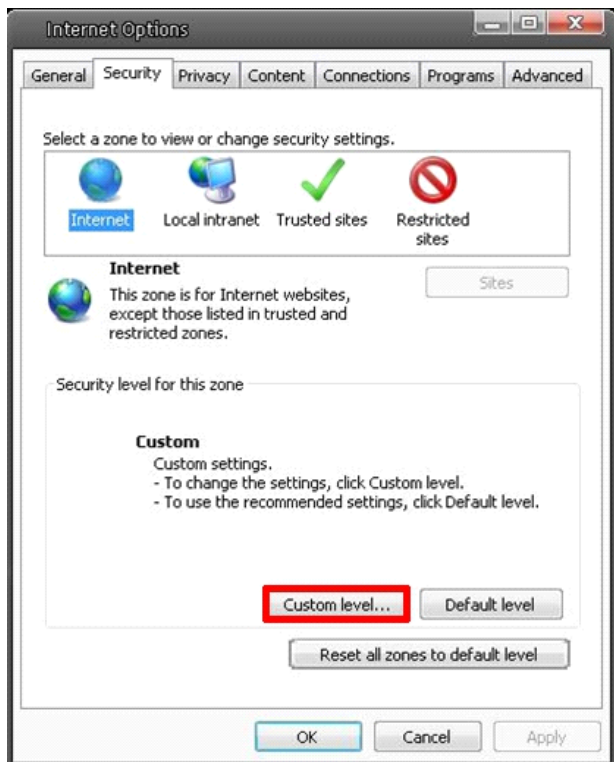 Internet Options
General Security Privacy Content Connections Programs Advanced
Select a zone to view or change security settings.
Internet Local intranet Trusted sites Restricted sites
Internet
This zone is for Internet websites,
except those listed in trusted and
restricted zones.
Sites
Security level for this zone
Custom
Custom settings.
- To change the settings, click Custom level.
- To use the recommended settings, click Default level.
Custom level... Default level
Reset all zones to default level
OK Cancel Apply